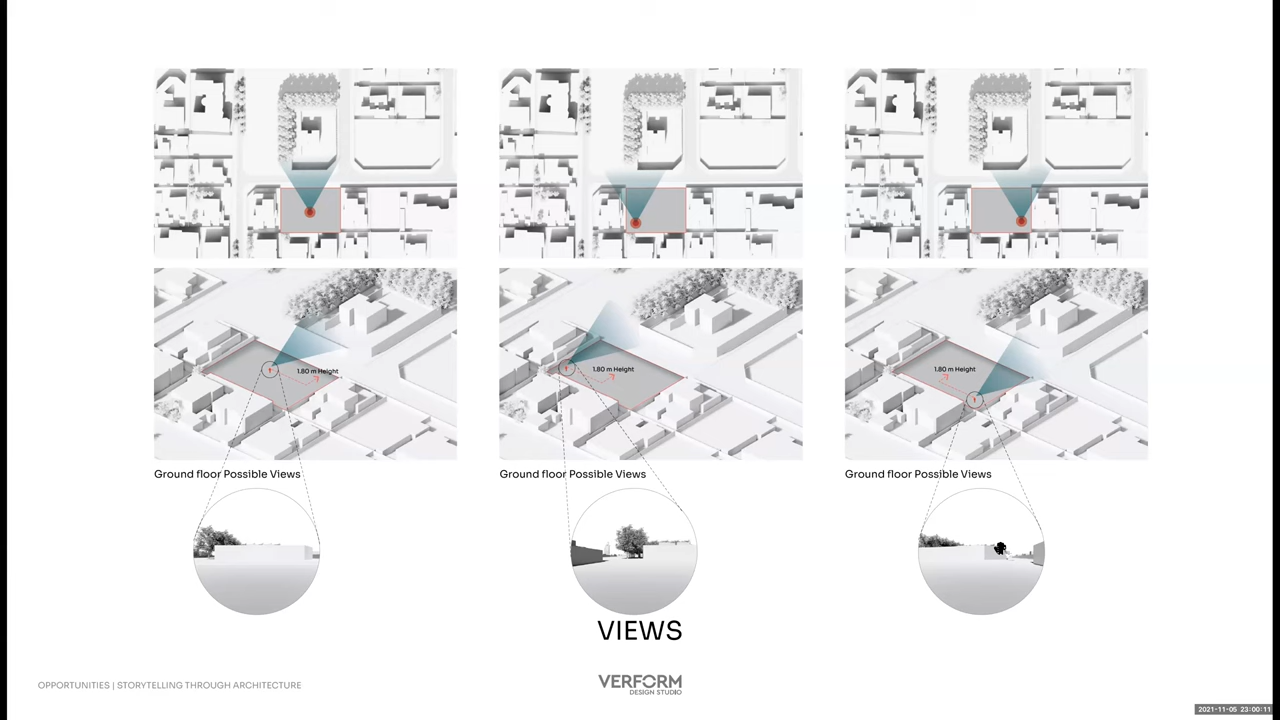 1.80 m Height
1.80 m Height
1.80 m Height
Ground floor Possible Views
Ground floor Possible Views
Ground floor Possible Views
VIEWS
OPPORTUNITIES | STORYTELLING THROUGH ARCHITECTURE
VERFORM
DESIGN STUDIO
2021-11-05 23:00:11